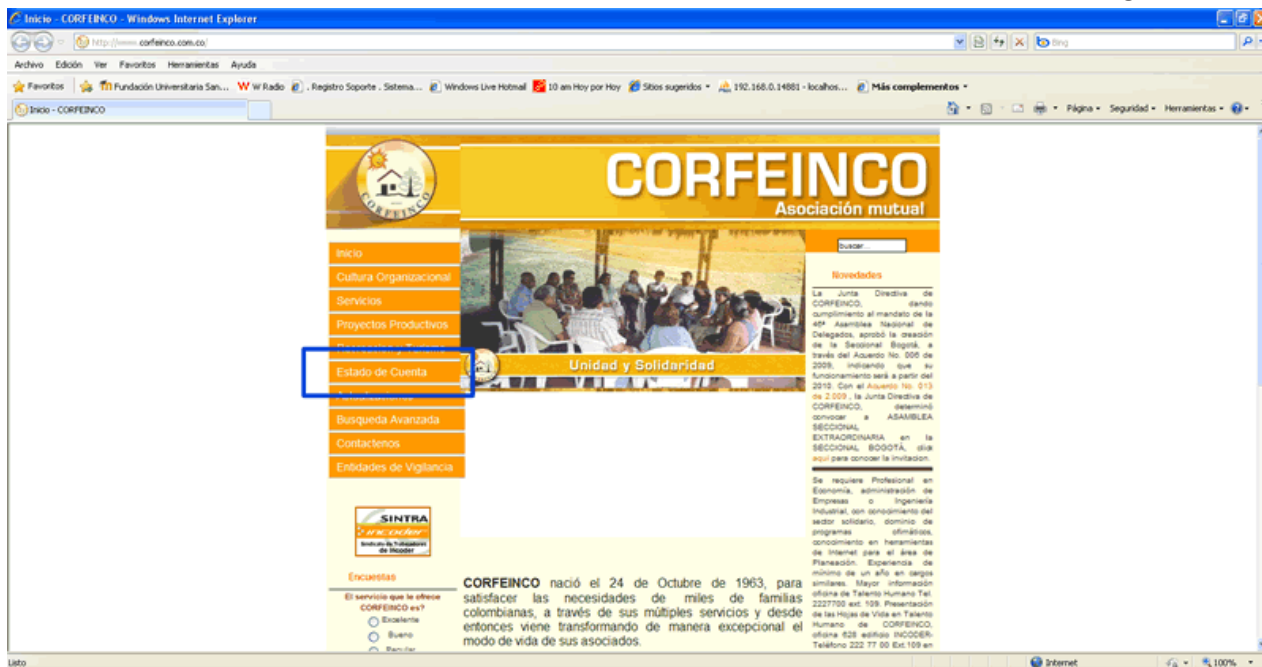 Inicio - CORFEINCO - Windows Internet Explorer
http://www.corfeinco.com.co/
Bing
Archivo Edición Ver Favoritos Herramientas Ayuda
Favoritos Fundación Universitaria San... W Radio . Registro Soporte . Sistema... Windows Live Hotmail 10 am Hoy por Hoy Sitios sugeridos 192.168.0.14881 - localhos... Más complementos
Inicio - CORFEINCO
Página Seguridad Herramientas
CORFEINCO
CORFEINCO
Asociación mutual
Inicio
Cultura Organizacional
Servicios
Proyectos Productivos
Estado de Cuenta
Busqueda Avanzada
Contactenos
Entidades de Vigilancia
Unidad y Solidaridad
SINTRA
incoder
Sindicato de Trabajadores
de Incoder
Encuestas
El servicio que le ofrece
CORFEINCO es?
Excelente
Bueno
Regular
CORFEINCO nació el 24 de Octubre de 1963, para
satisfacer las necesidades de miles de familias
colombianas, a través de sus múltiples servicios y desde
entonces viene transformando de manera excepcional el
modo de vida de sus asociados.
buscar...
Novedades
La Junta Directiva de
CORFEINCO, dando
cumplimiento al mandato de la
46ª Asamblea Nacional de
Delegados, aprobó la creación
de la Seccional Bogotá, a
través del Acuerdo No. 006 de
2009; indicando que su
funcionamiento será a partir del
2010. Con el Acuerdo No. 013
de 2.009 , la Junta Directiva de
CORFEINCO, determinó
convocar a ASAMBLEA
SECCIONAL
EXTRAORDINARIA en la
SECCIONAL BOGOTÁ, click
aquí para conocer la invitacion.
Se requiere Profesional en
Economía, administración de
Empresas o Ingeniería
Industrial, con conocimiento del
sector solidario, dominio de
programas ofimáticos,
conocimiento en herramientas
de Internet para el área de
Planeación. Experiencia de
mínimo de un año en cargos
similares. Mayor información
oficina de Talento Humano Tel.
2227700 ext. 109. Presentación
de las Hojas de Vida en Talento
Humano de CORFEINCO,
oficina 628 edificio INCODER-
Teléfono 222 77 00 Ext.109 en
Listo
Internet
100%